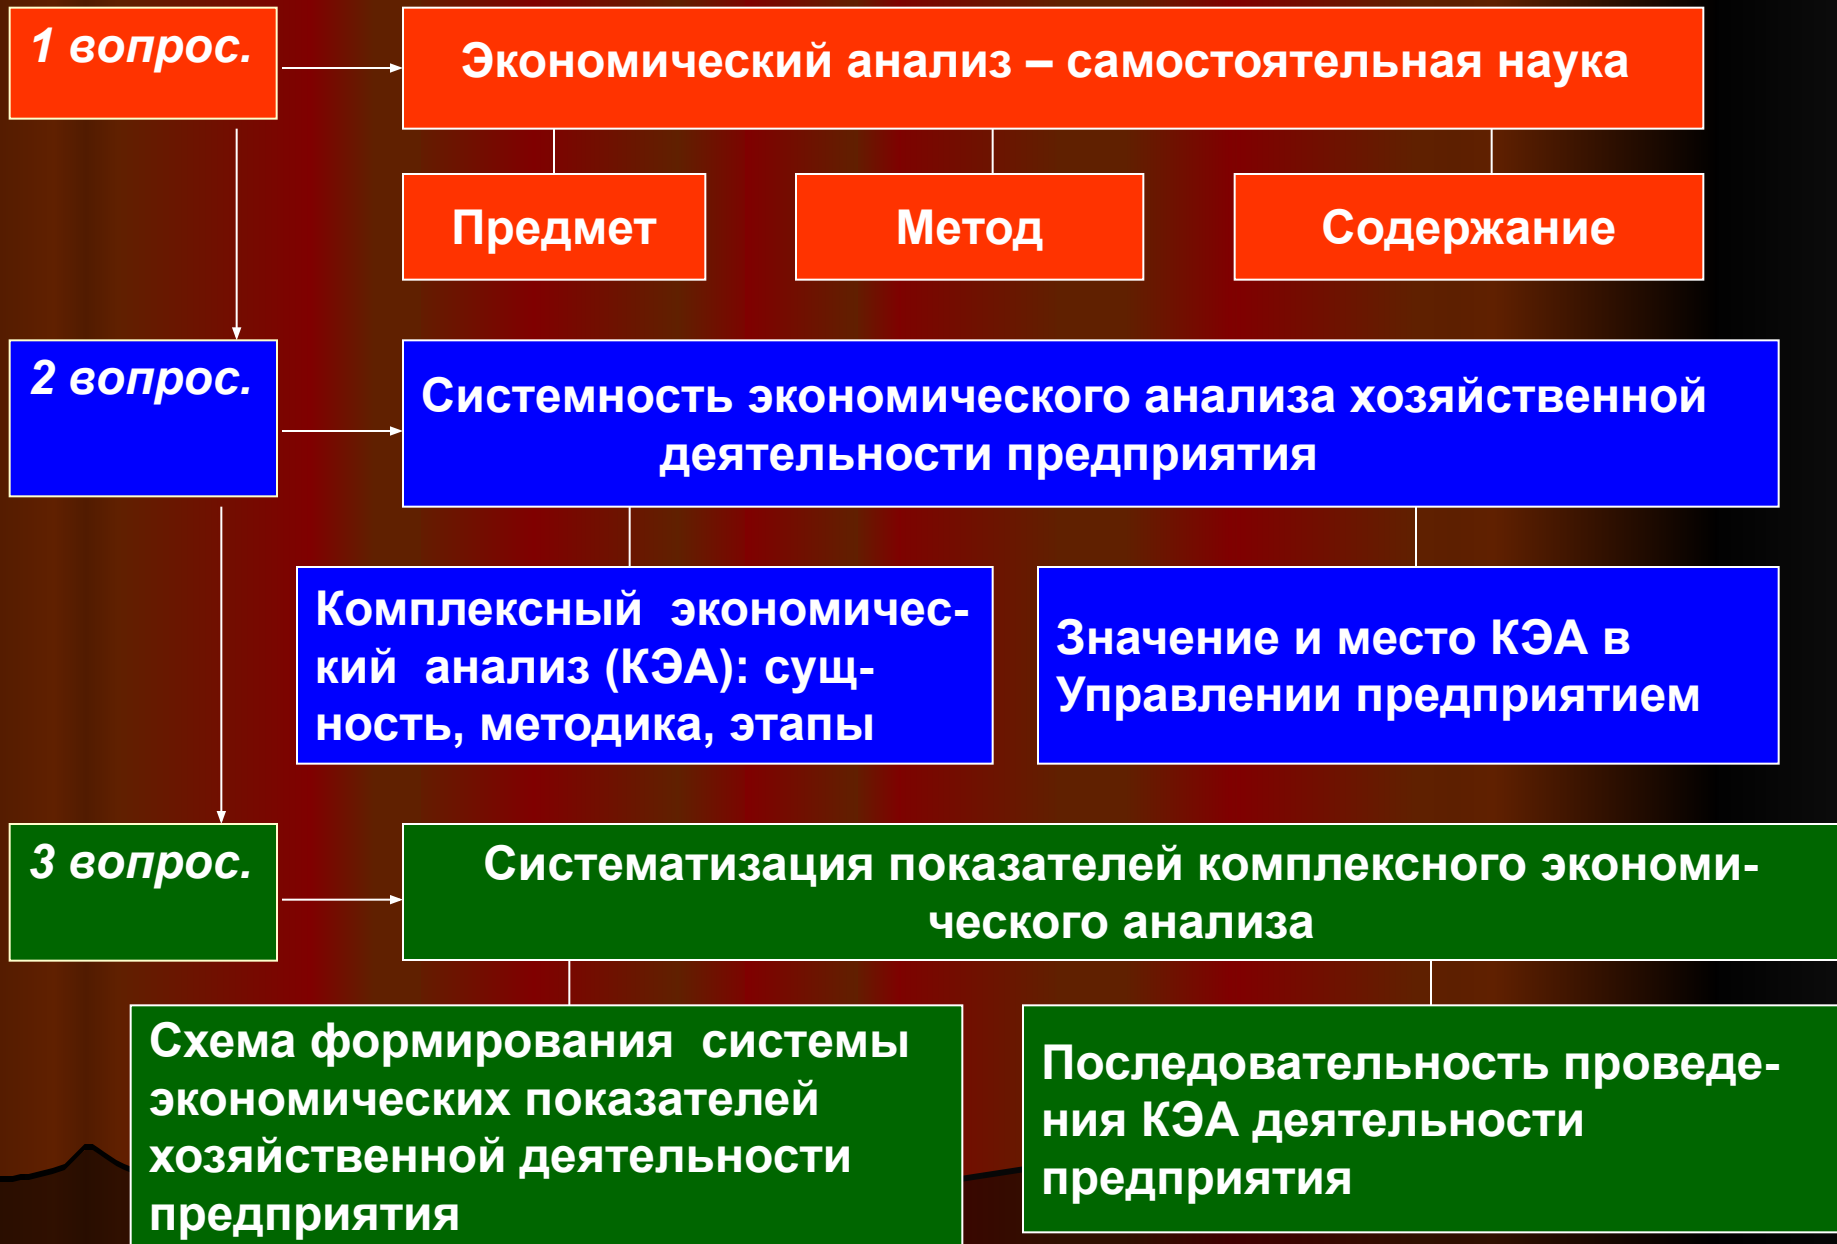 1 вопрос.
Экономический анализ – самостоятельная наука
Предмет
Метод
Содержание
2 вопрос.
Системность экономического анализа хозяйственной
деятельности предприятия
Комплексный экономичес-
кий анализ (КЭА): сущ-
ность, методика, этапы
Значение и место КЭА в
Управлении предприятием
3 вопрос.
Систематизация показателей комплексного экономи-
ческого анализа
Схема формирования системы
экономических показателей
хозяйственной деятельности
предприятия
Последовательность проведе-
ния КЭА деятельности
предприятия